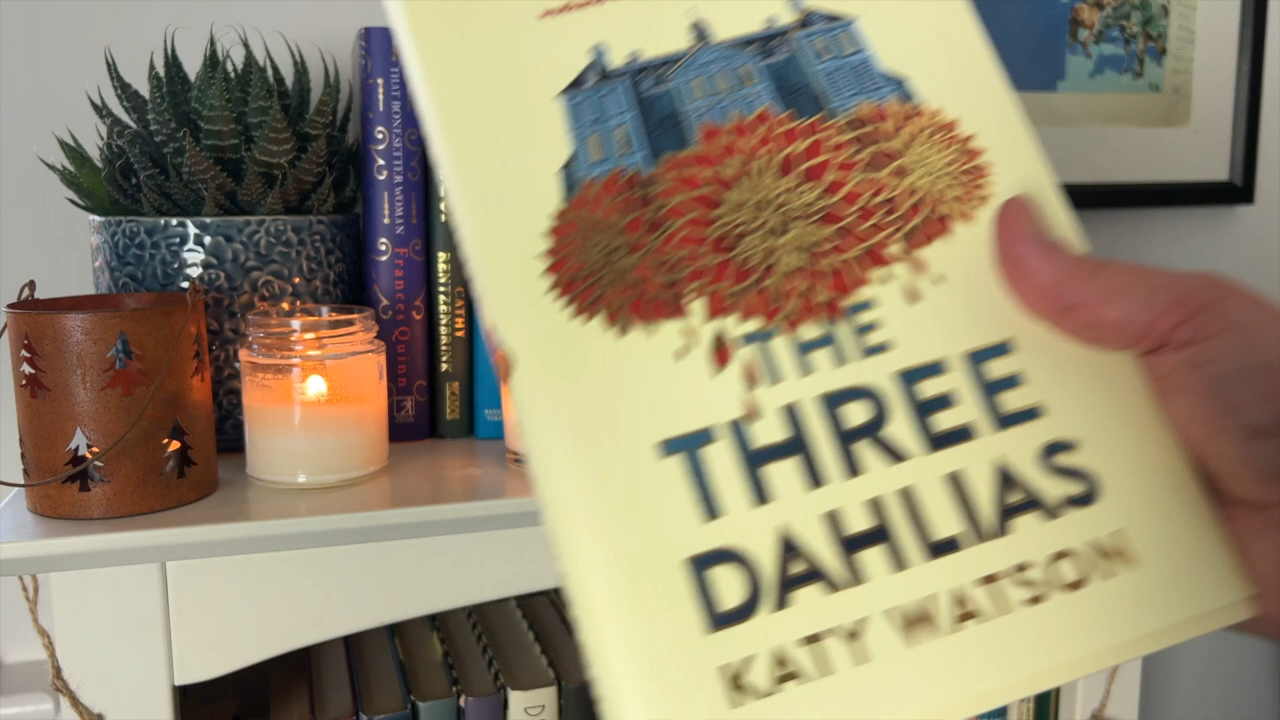 THAT BONESETTER WOMAN Frances Quinn
CATHY
RENTZENBRINK
THE
THREE
DAHLIAS
KATY WATSON